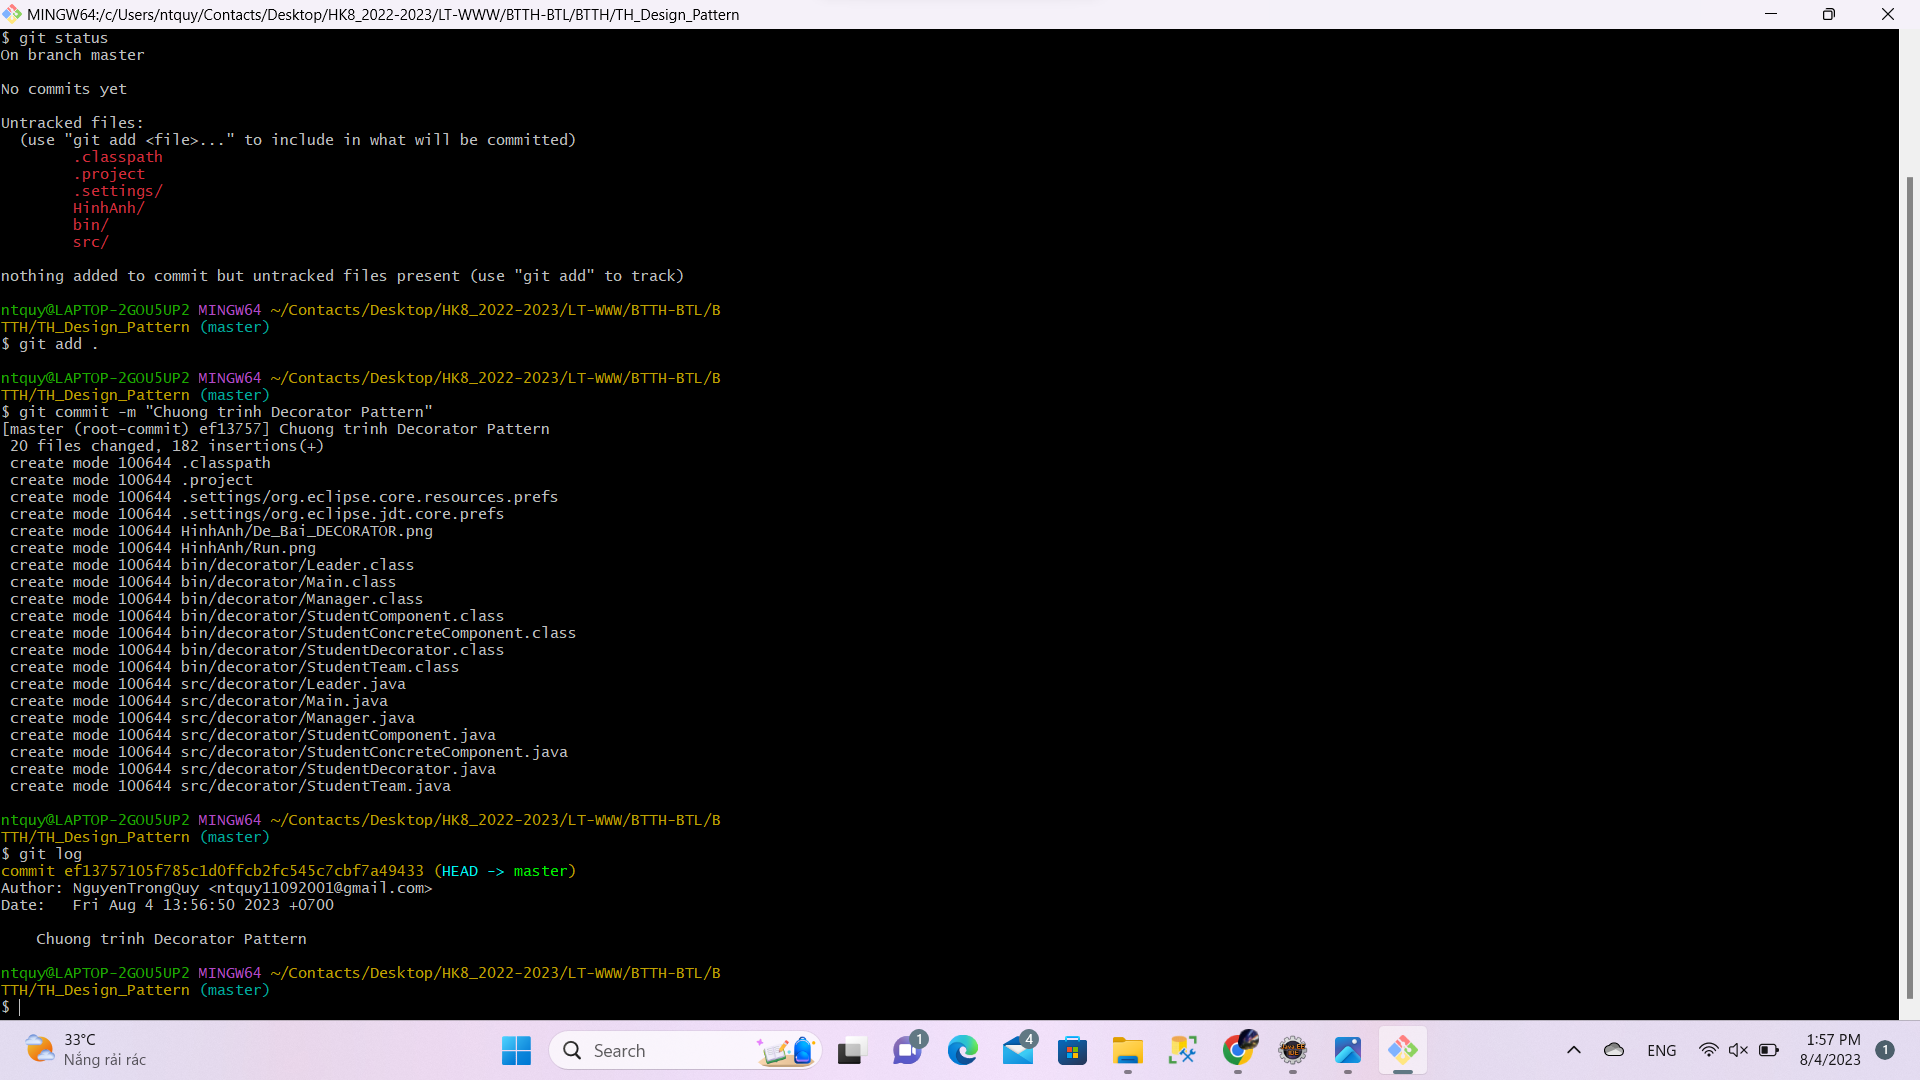 MINGW64:/c/Users/ntquy/Contacts/Desktop/HK8_2022-2023/LT-WWW/BTTH-BTL/BTTH/TH_Design_Pattern
$ git status
On branch master
No commits yet
Untracked files:
(use "git add <file>..." to include in what will be committed)
.classpath
.project
.settings/
HinhAnh/
bin/
src/
nothing added to commit but untracked files present (use "git add" to track)
ntquy@LAPTOP-2GOU5UP2 MINGW64 ~/Contacts/Desktop/HK8_2022-2023/LT-WWW/BTTH-BTL/B
TTH/TH_Design_Pattern (master)
$ git add .
ntquy@LAPTOP-2GOU5UP2 MINGW64 ~/Contacts/Desktop/HK8_2022-2023/LT-WWW/BTTH-BTL/B
TTH/TH_Design_Pattern (master)
$ git commit -m "Chuong trinh Decorator Pattern"
[master (root-commit) ef13757] Chuong trinh Decorator Pattern
20 files changed, 182 insertions(+)
create mode 100644 .classpath
create mode 100644 .project
create mode 100644 .settings/org.eclipse.core.resources.prefs
create mode 100644 .settings/org.eclipse.jdt.core.prefs
create mode 100644 HinhAnh/De_Bai_DECORATOR.png
create mode 100644 HinhAnh/Run.png
create mode 100644 bin/decorator/Leader.class
create mode 100644 bin/decorator/Main.class
create mode 100644 bin/decorator/Manager.class
create mode 100644 bin/decorator/StudentComponent.class
create mode 100644 bin/decorator/StudentConcreteComponent.class
create mode 100644 bin/decorator/StudentDecorator.class
create mode 100644 bin/decorator/StudentTeam.class
create mode 100644 src/decorator/Leader.java
create mode 100644 src/decorator/Main.java
create mode 100644 src/decorator/Manager.java
create mode 100644 src/decorator/StudentComponent.java
create mode 100644 src/decorator/StudentConcreteComponent.java
create mode 100644 src/decorator/StudentDecorator.java
create mode 100644 src/decorator/StudentTeam.java
ntquy@LAPTOP-2GOU5UP2 MINGW64 ~/Contacts/Desktop/HK8_2022-2023/LT-WWW/BTTH-BTL/B
TTH/TH_Design_Pattern (master)
$ git log
commit ef13757105f785c1d0ffcb2fc545c7cbf7a49433 (HEAD -> master)
Author: NguyenTrongQuy <ntquy11092001@gmail.com>
Date:   Fri Aug 4 13:56:50 2023 +0700
Chuong trinh Decorator Pattern
ntquy@LAPTOP-2GOU5UP2 MINGW64 ~/Contacts/Desktop/HK8_2022-2023/LT-WWW/BTTH-BTL/B
TTH/TH_Design_Pattern (master)
$
33°C
Nắng rải rác
Search
1
4
ENG
1:57 PM
8/4/2023
1